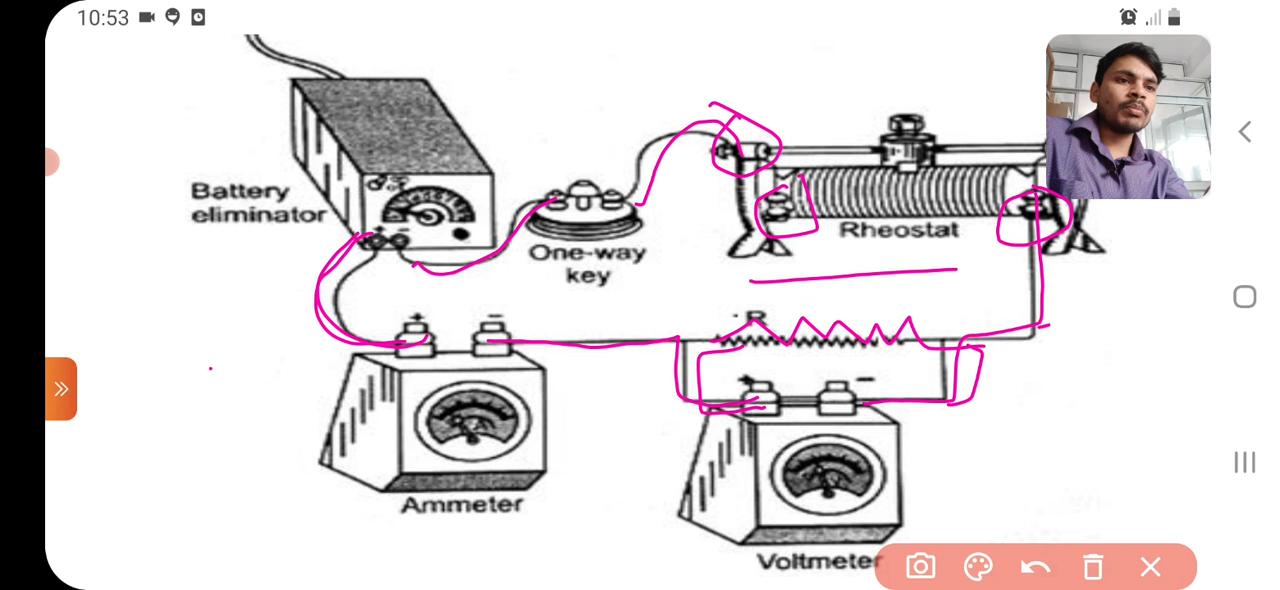 10:53
Battery
eliminator
One-way
key
Rheostat
R
+ −
+ −
+ −
Ammeter
Voltmeter